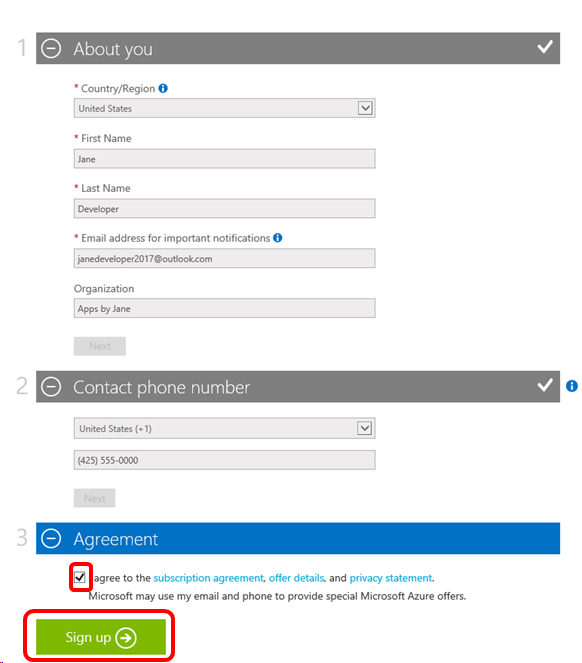 1 About you
* Country/Region
United States
* First Name
Jane
* Last Name
Developer
* Email address for important notifications
janedeveloper2017@outlook.com
Organization
Apps by Jane
Next
2 Contact phone number
United States (+1)
(425) 555-0000
Next
3 Agreement
I agree to the subscription agreement, offer details, and privacy statement.
Microsoft may use my email and phone to provide special Microsoft Azure offers.
Sign up